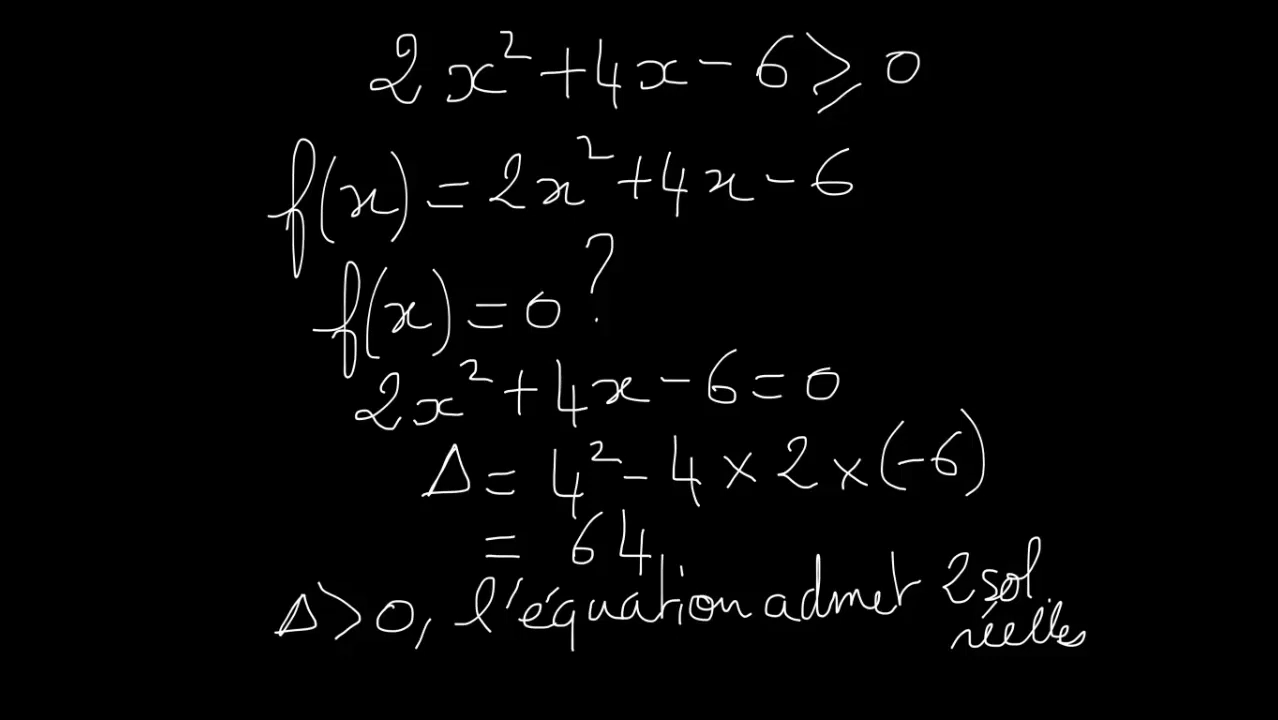 2x² + 4x - 6 ⩾ 0
f(x) = 2x² + 4x - 6
f(x) = 0 ?
2x² + 4x - 6 = 0
Δ = 4² - 4 × 2 × (-6)
= 64
Δ > 0, l'équation admet 2 sol.
réelles